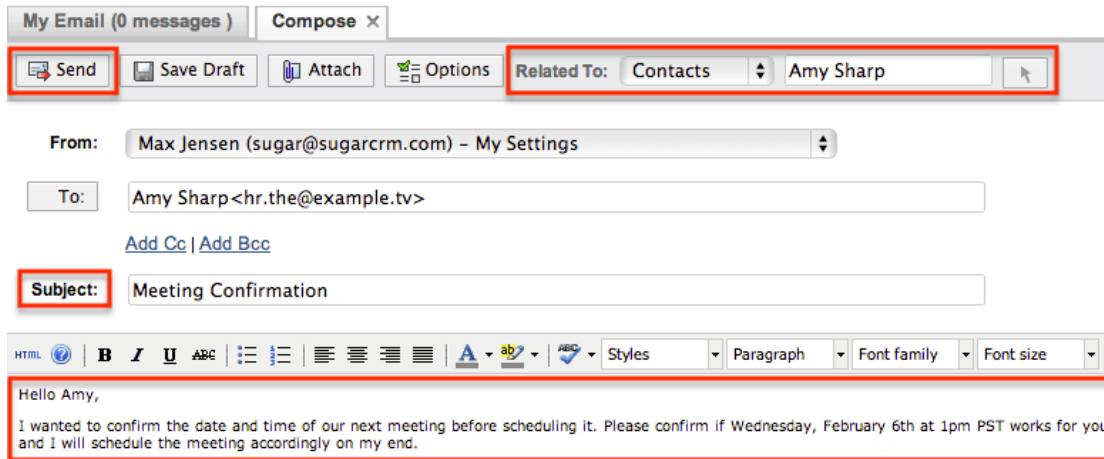 My Email (0 messages )
Compose ×
Send
Save Draft
Attach
Options
Related To:
Contacts
Amy Sharp
From:
Max Jensen (sugar@sugarcrm.com) – My Settings
To:
Amy Sharp<hr.the@example.tv>
Add Cc | Add Bcc
Subject:
Meeting Confirmation
HTML ? B I U ABC A ab ABC Styles Paragraph Font family Font size
Hello Amy,
I wanted to confirm the date and time of our next meeting before scheduling it. Please confirm if Wednesday, February 6th at 1pm PST works for you
and I will schedule the meeting accordingly on my end.